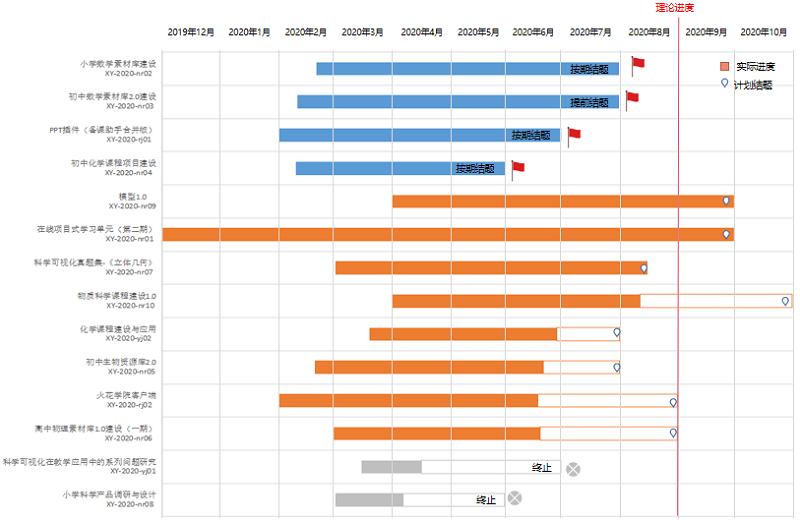 理论进度
2019年12月 2020年1月 2020年2月 2020年3月 2020年4月 2020年5月 2020年6月 2020年7月 2020年8月 2020年9月 2020年10月
实际进度
计划结题
小学数学素材库建设
XY-2020-nr02
按期结题
初中数学素材库2.0建设
XY-2020-nr03
提前结题
PPT插件（备课助手合并版）
XY-2020-rj01
按期结题
初中化学课程项目建设
XY-2020-nr04
按期结题
模型1.0
XY-2020-nr09
在线项目式学习单元（第二期）
XY-2020-nr01
科学可视化真题集-《立体几何》
XY-2020-nr07
物质科学课程建设1.0
XY-2020-nr10
化学课程建设与应用
XY-2020-yj02
初中生物资源库2.0
XY-2020-nr05
火花学院客户端
XY-2020-rj02
高中物理素材库1.0建设（一期）
XY-2020-nr06
科学可视化在教学应用中的系列问题研究
XY-2020-yj01
终止
小学科学产品调研与设计
XY-2020-nr08
终止